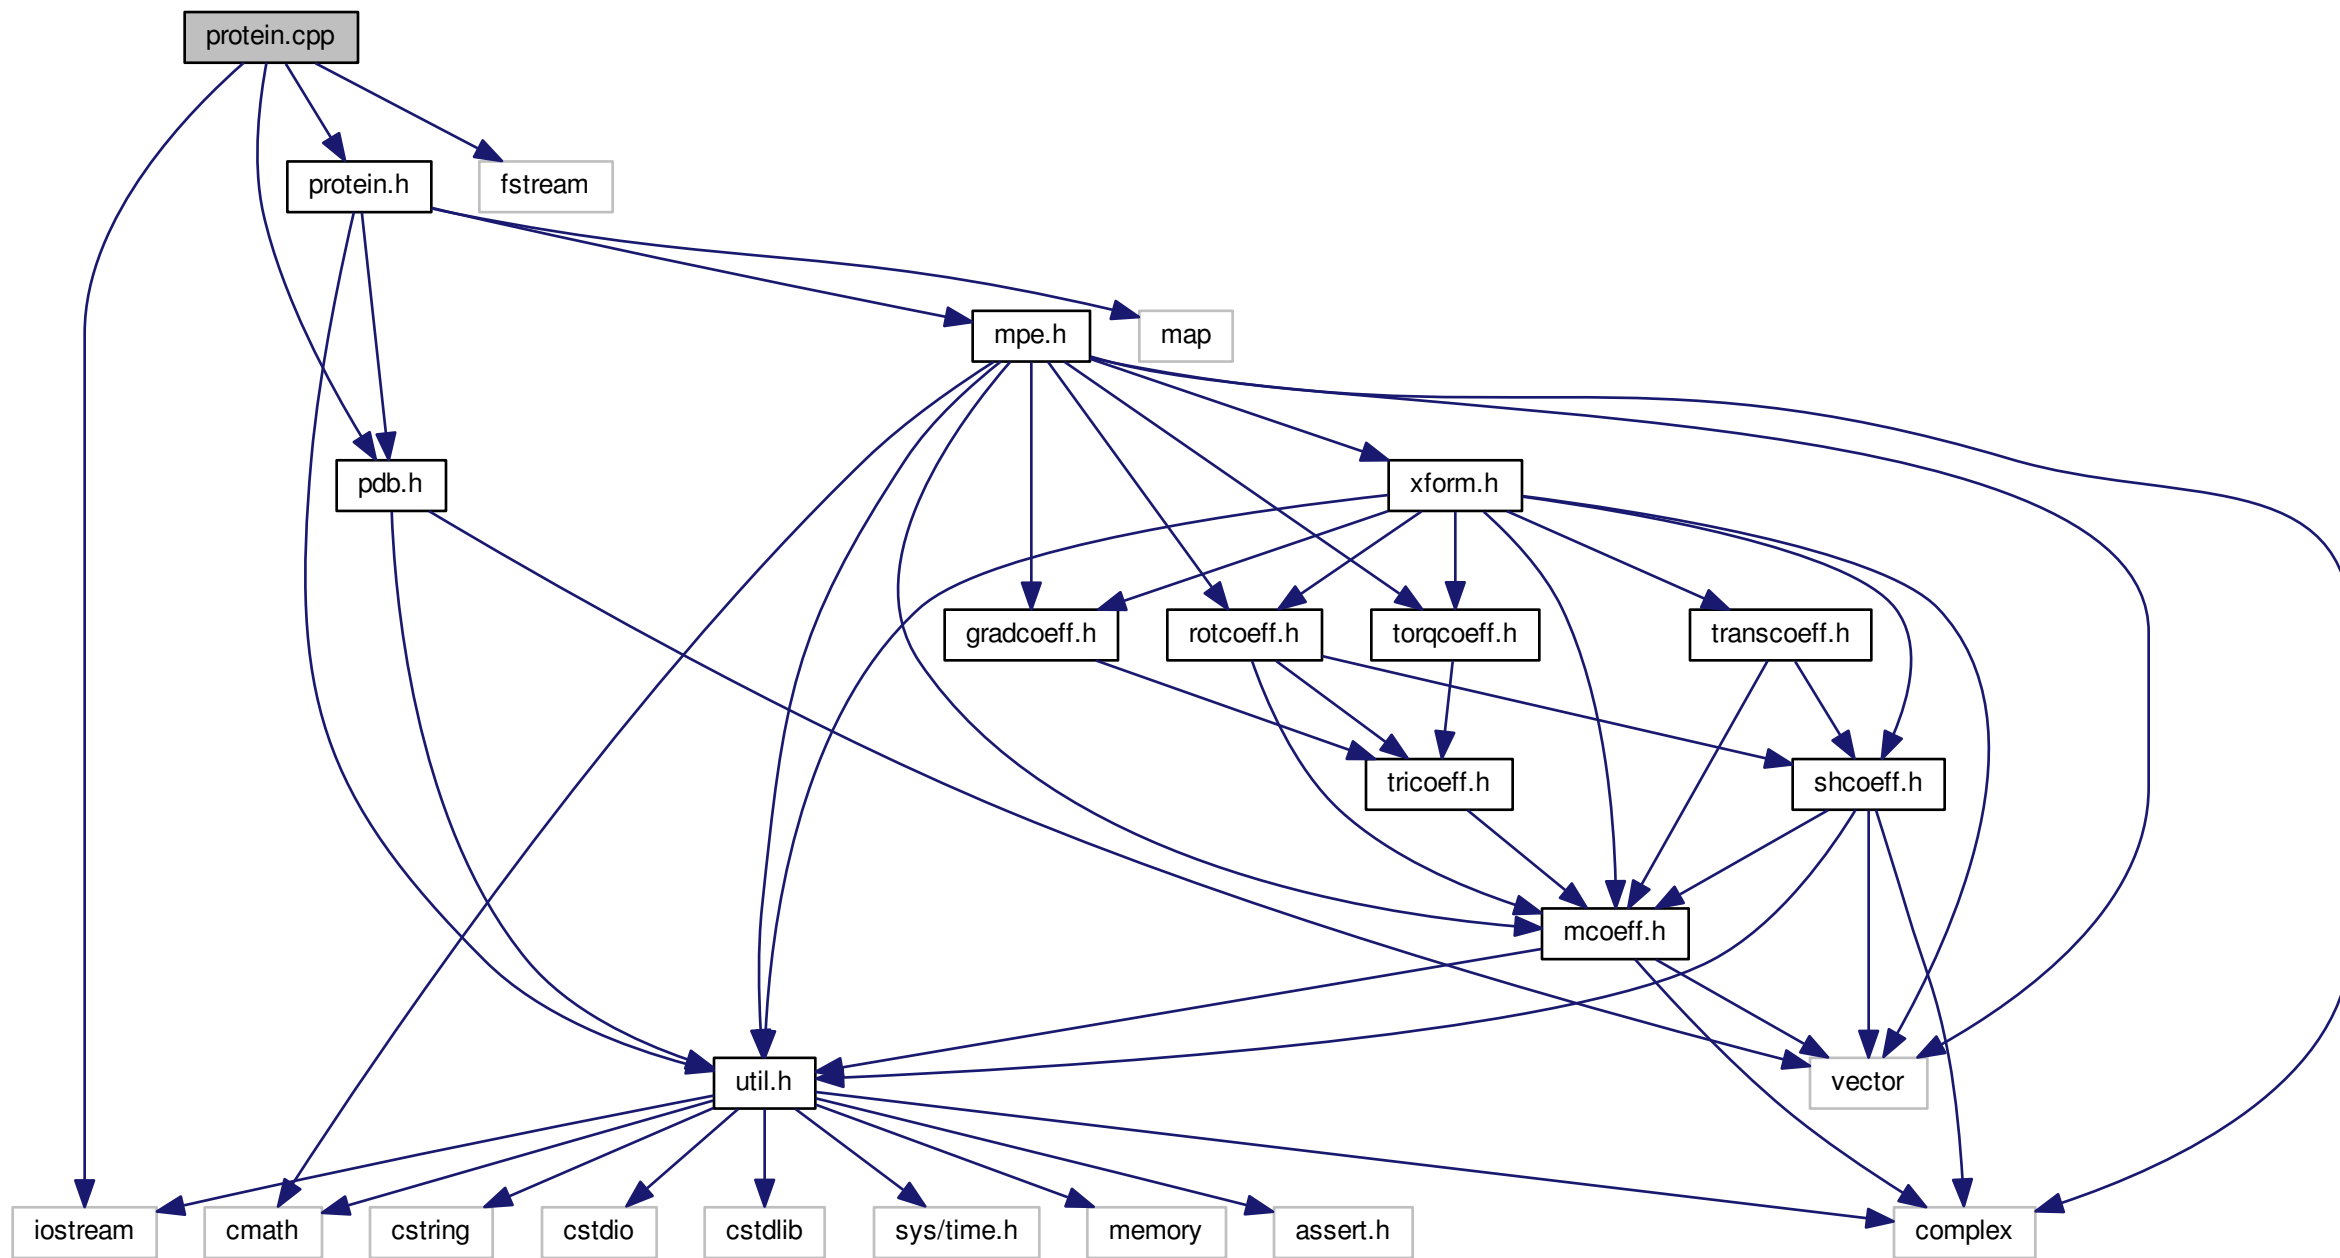 protein.cpp
protein.h
fstream
mpe.h
map
pdb.h
xform.h
gradcoeff.h
rotcoeff.h
torqcoeff.h
transcoeff.h
tricoeff.h
shcoeff.h
mcoeff.h
util.h
vector
iostream
cmath
cstring
cstdio
cstdlib
sys/time.h
memory
assert.h
complex